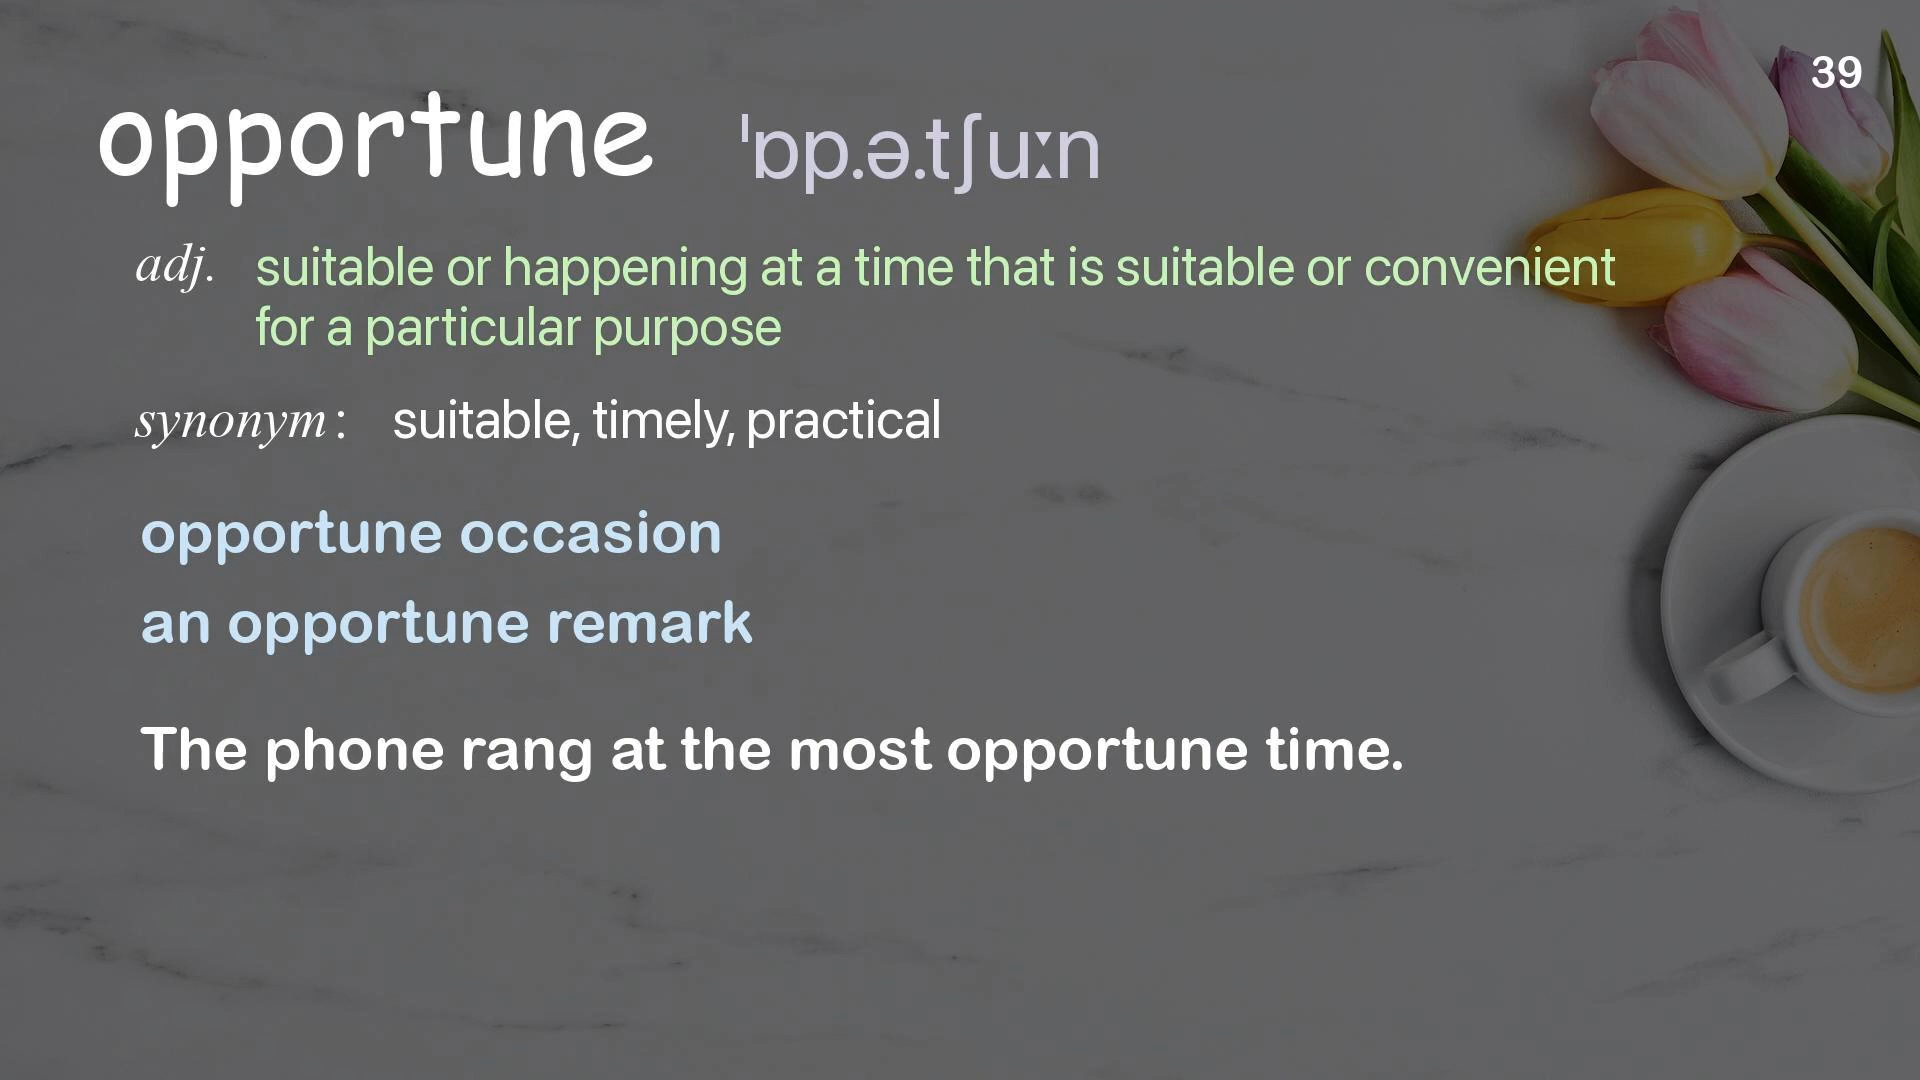 39
opportune ˈɒp.ə.tʃuːn
adj. suitable or happening at a time that is suitable or convenient
for a particular purpose
synonym: suitable, timely, practical
opportune occasion
an opportune remark
The phone rang at the most opportune time.